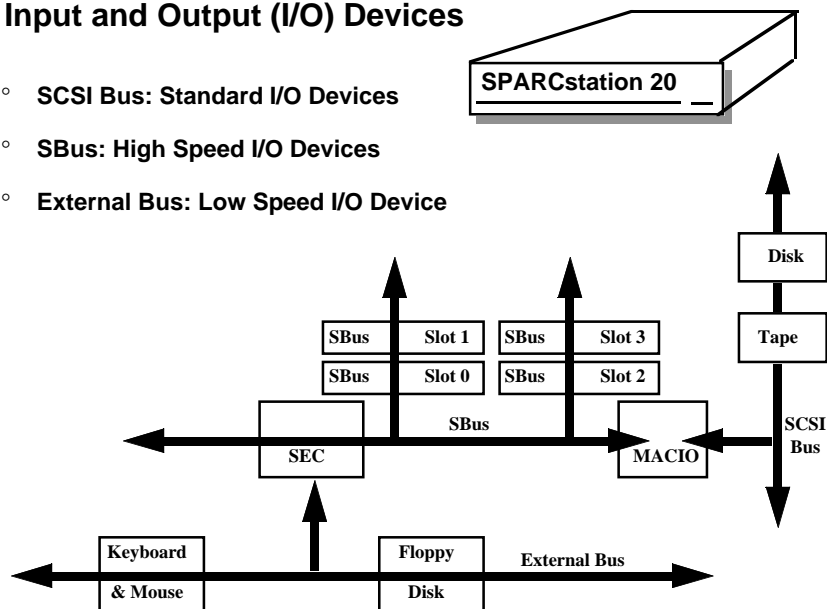 Input and Output (I/O) Devices
SPARCstation 20
° SCSI Bus: Standard I/O Devices
° SBus: High Speed I/O Devices
° External Bus: Low Speed I/O Device
Disk
Tape
SBus Slot 1
SBus Slot 3
SBus Slot 0
SBus Slot 2
SBus
SEC
MACIO
SCSI
Bus
Keyboard
& Mouse
Floppy
Disk
External Bus